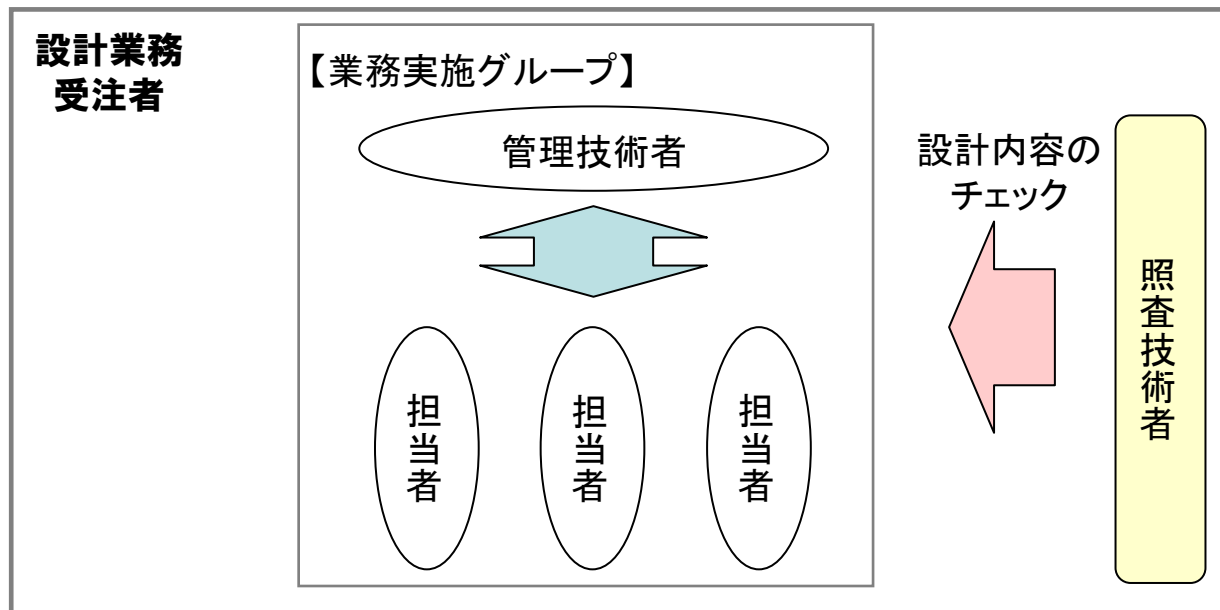 設計業務
受注者
【業務実施グループ】
管理技術者
設計内容の
チェック
照査技術者
担当者
担当者
担当者